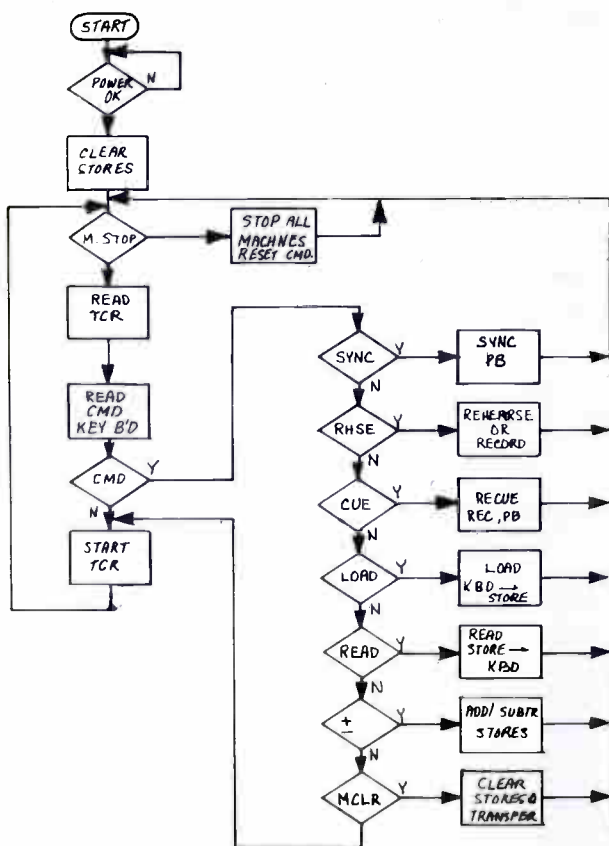 START
POWER
OK
N
CLEAR
STORES
M.STOP
STOP ALL
MACHNES
RESET CMD.
READ
TCR
READ
CMD
KEY B'D
CMD
Y
N
START
TCR
SYNC
Y
N
SYNC
PB
RHSE
Y
N
REHEARSE
OR
RECORD
CUE
Y
N
RECUE
REC, PB
LOAD
Y
N
LOAD
KBD →
STORE
READ
Y
N
READ
STORE →
KBD
±
Y
N
ADD/SUBTR
STORES
MCLR
Y
CLEAR
STORES &
TRANSFER